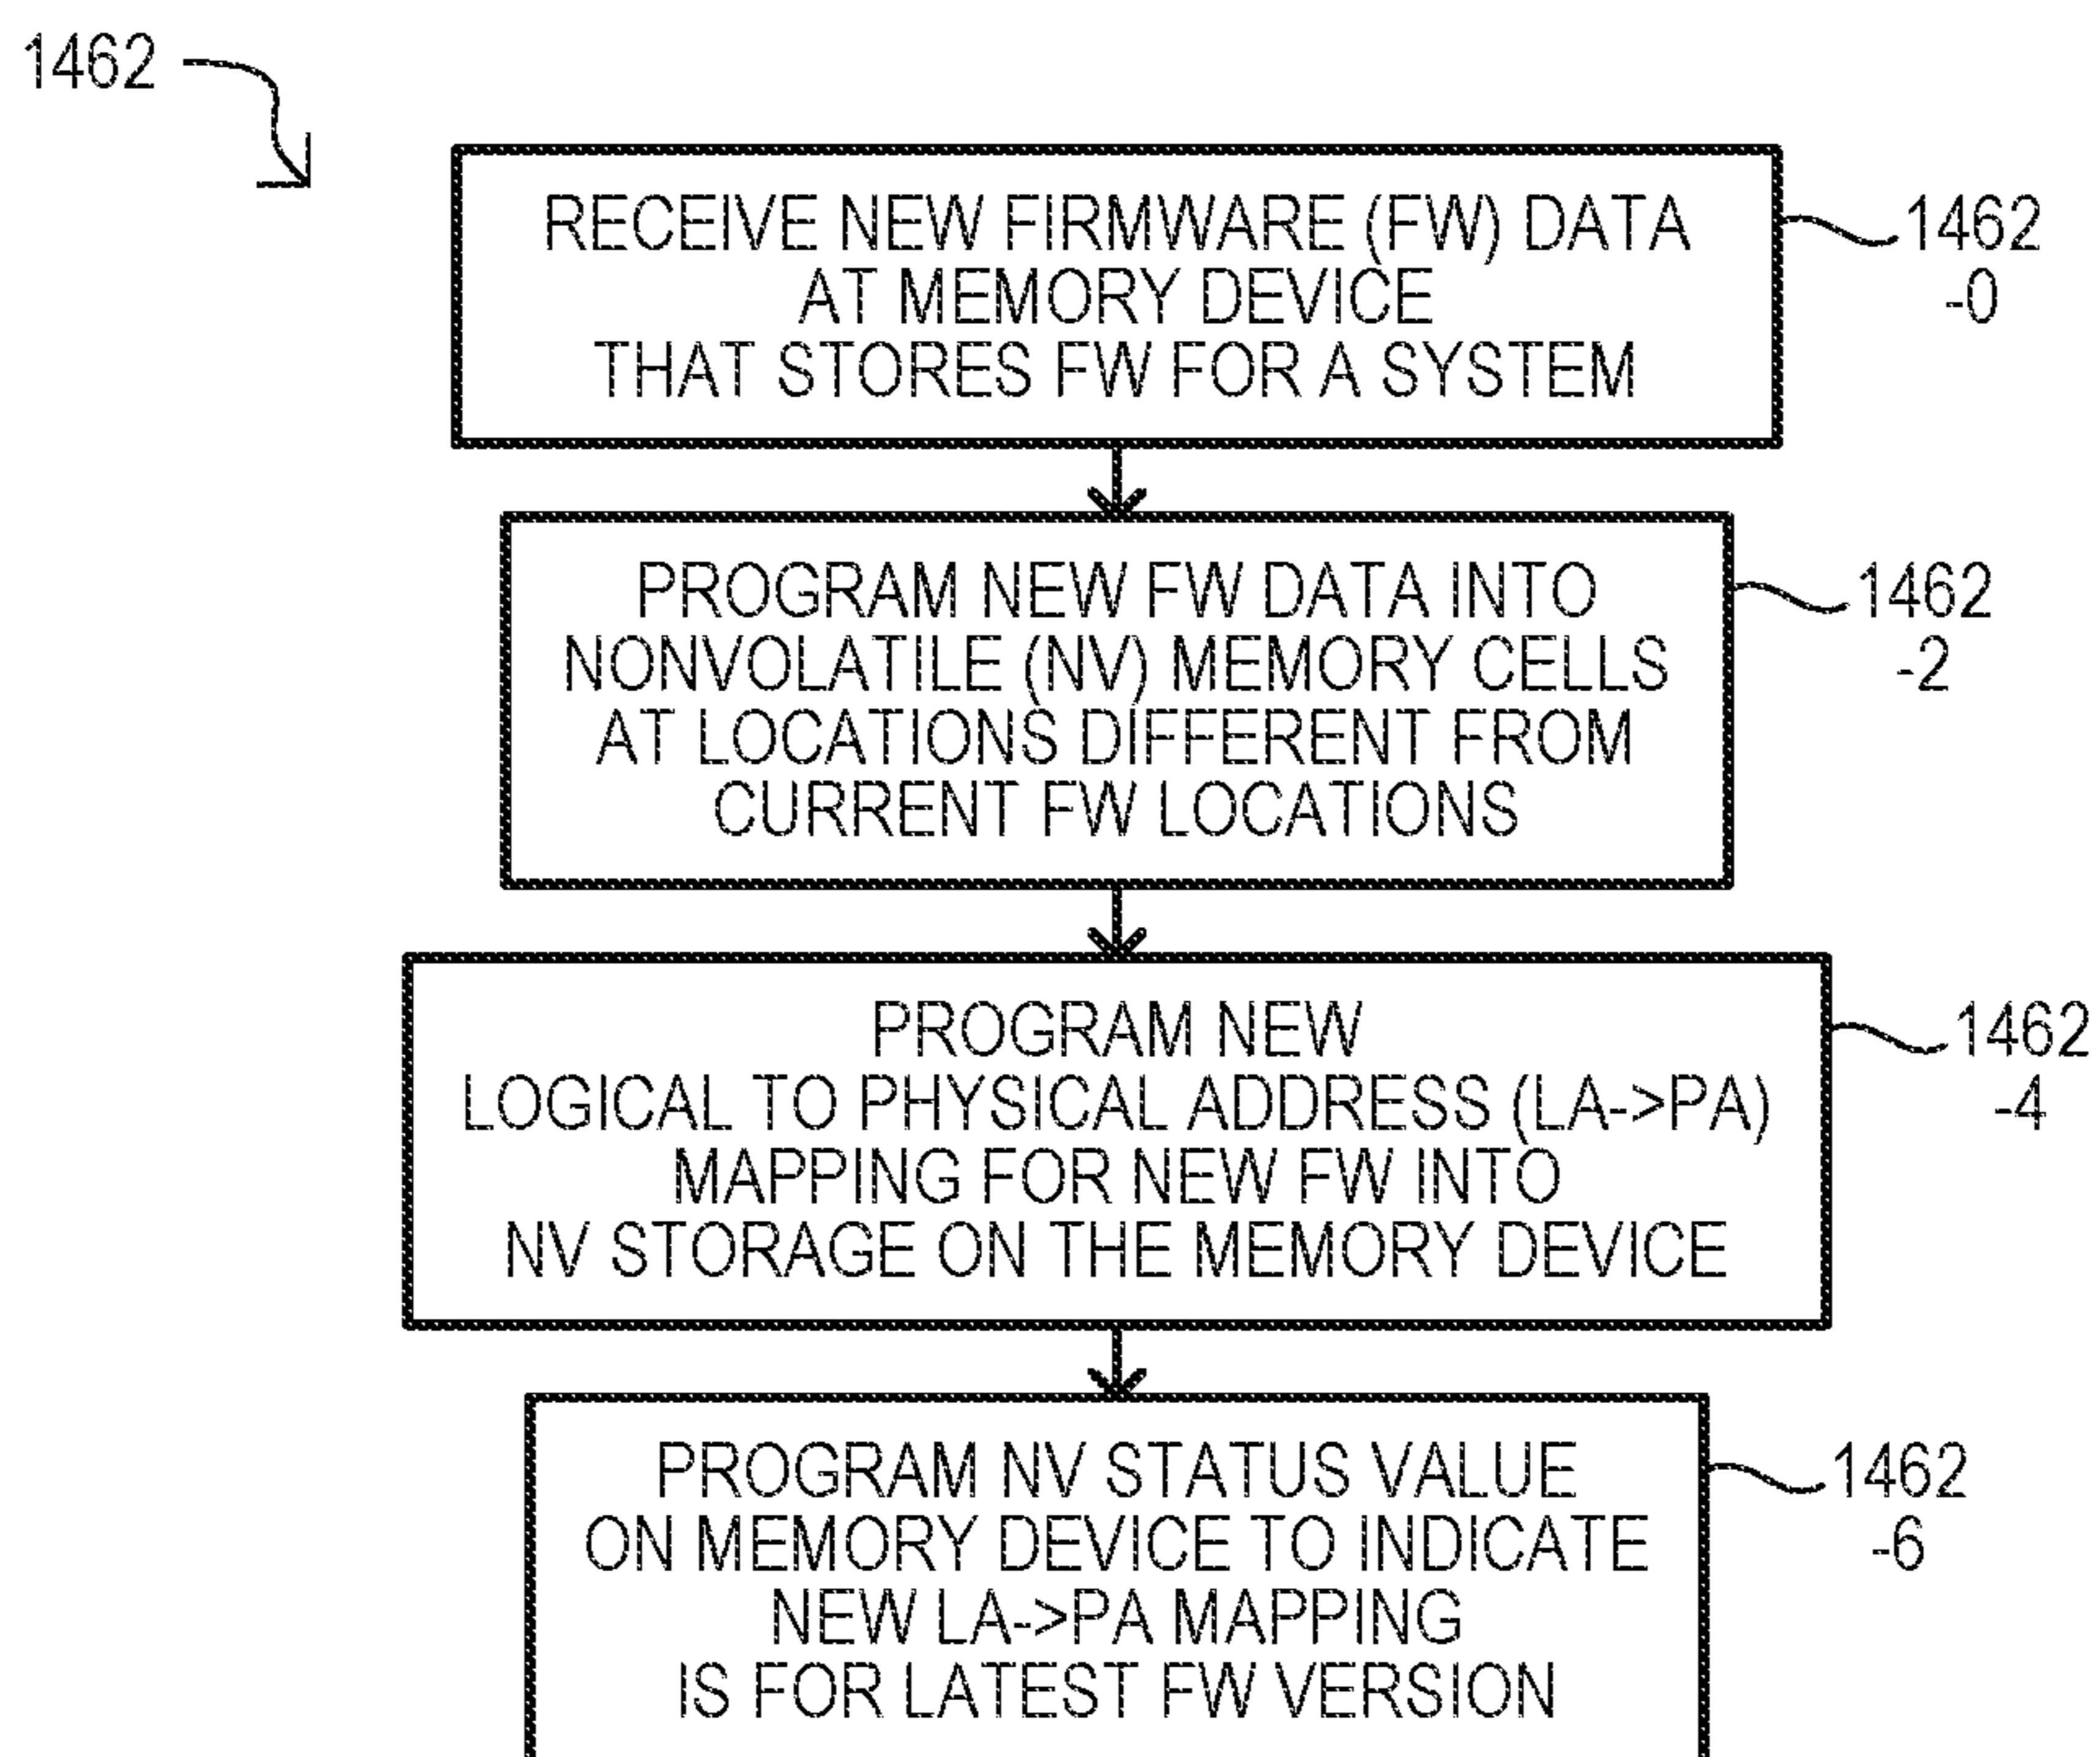 1462
RECEIVE NEW FIRMWARE (FW) DATA
AT MEMORY DEVICE
THAT STORES FW FOR A SYSTEM
1462
-0
PROGRAM NEW FW DATA INTO
NONVOLATILE (NV) MEMORY CELLS
AT LOCATIONS DIFFERENT FROM
CURRENT FW LOCATIONS
1462
-2
PROGRAM NEW
LOGICAL TO PHYSICAL ADDRESS (LA->PA)
MAPPING FOR NEW FW INTO
NV STORAGE ON THE MEMORY DEVICE
1462
-4
PROGRAM NV STATUS VALUE
ON MEMORY DEVICE TO INDICATE
NEW LA->PA MAPPING
IS FOR LATEST FW VERSION
1462
-6